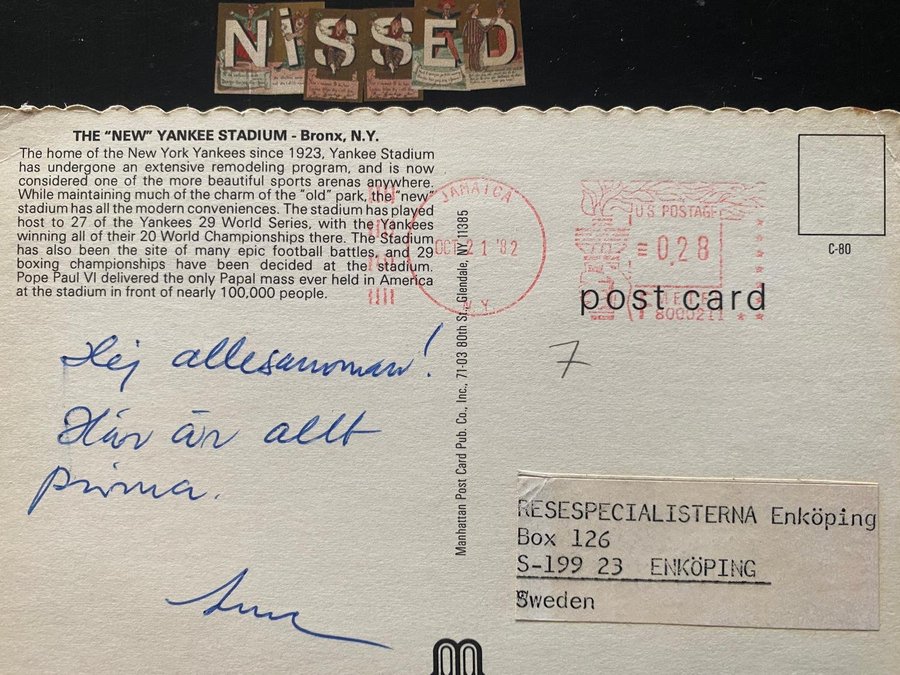 NiSSED
THE "NEW" YANKEE STADIUM - Bronx, N.Y.
The home of the New York Yankees since 1923, Yankee Stadium
has undergone an extensive remodeling program, and is now
considered one of the more beautiful sports arenas anywhere.
While maintaining much of the charm of the "old" park, the "new"
stadium has all the modern conveniences. The stadium has played
host to 27 of the Yankees 29 World Series, with the Yankees
winning all of their 20 World Championships there. The Stadium
has also been the site of many epic football battles, and 29
boxing championships have been decided at the stadium.
Pope Paul VI delivered the only Papal mass ever held in America
at the stadium in front of nearly 100,000 people.
Hej allesamman!
Här är allt
prima.
Manhattan Post Card Pub. Co., Inc., 71-03 80th St., Glendale, NY 11385
JAMAICA
OCT 21 '82
N.Y.
U.S. POSTAGE
0.28
METER
8000211
C-80
post card
7
RESESPECIALISTERNA Enköping
Box 126
S-199 23 ENKÖPING
Sweden